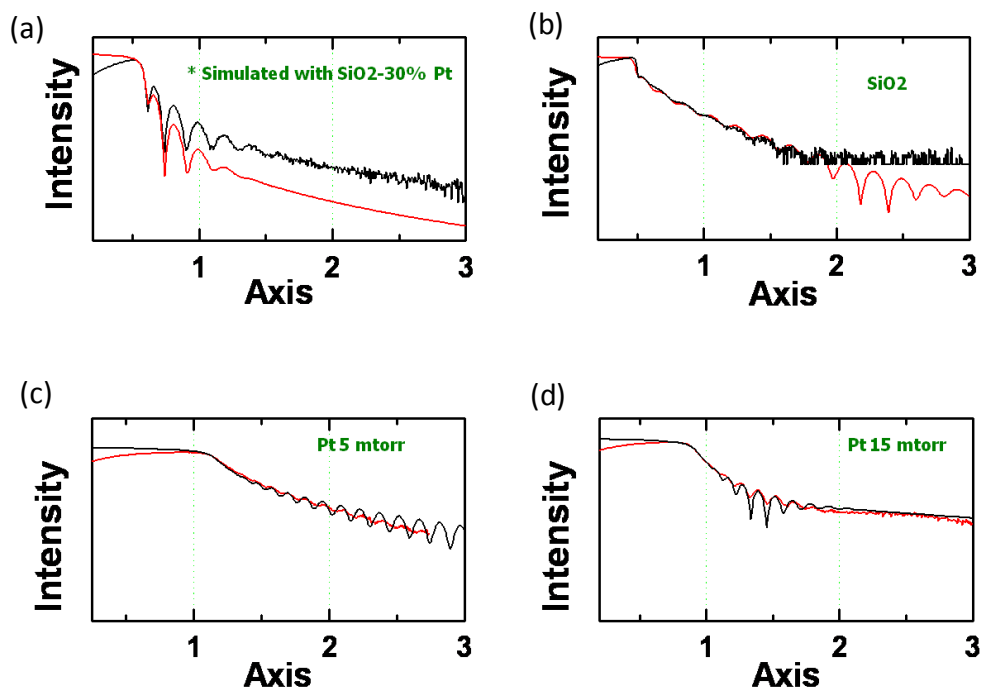 (a)
* Simulated with SiO2-30% Pt
Intensity
1 2 3
Axis
(b)
SiO2
Intensity
1 2 3
Axis
(c)
Pt 5 mtorr
Intensity
1 2 3
Axis
(d)
Pt 15 mtorr
Intensity
1 2 3
Axis